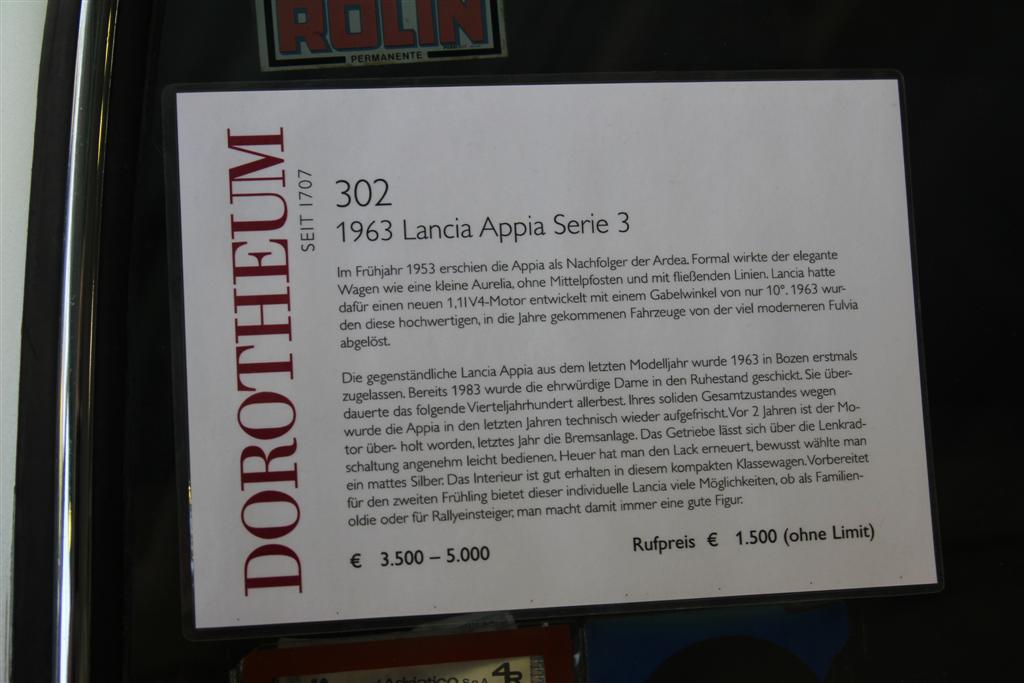 ROLIN
PERMANENTE
DOROTHEUM
SEIT 1707
302
1963 Lancia Appia Serie 3
Im Frühjahr 1953 erschien die Appia als Nachfolger der Ardea. Formal wirkte der elegante
Wagen wie eine kleine Aurelia, ohne Mittelpfosten und mit fließenden Linien. Lancia hatte
dafür einen neuen 1,1l V4-Motor entwickelt mit einem Gabelwinkel von nur 10°. 1963 wur-
den diese hochwertigen, in die Jahre gekommenen Fahrzeuge von der viel moderneren Fulvia
abgelöst.
Die gegenständliche Lancia Appia aus dem letzten Modelljahr wurde 1963 in Bozen erstmals
zugelassen. Bereits 1983 wurde die ehrwürdige Dame in den Ruhestand geschickt. Sie über-
dauerte das folgende Vierteljahrhundert allerbest. Ihres soliden Gesamtzustandes wegen
wurde die Appia in den letzten Jahren technisch wieder aufgefrischt. Vor 2 Jahren ist der Mo-
tor über- holt worden, letztes Jahr die Bremsanlage. Das Getriebe lässt sich über die Lenkrad-
schaltung angenehm leicht bedienen. Heuer hat man den Lack erneuert, bewusst wählte man
ein mattes Silber. Das Interieur ist gut erhalten in diesem kompakten Klassewagen. Vorbereitet
für den zweiten Frühling bietet dieser individuelle Lancia viele Möglichkeiten, ob als Familien-
oldie oder für Rallyeinsteiger, man macht damit immer eine gute Figur.
€ 3.500 – 5.000
Rufpreis € 1.500 (ohne Limit)
Adriatico S.p.A. 4R